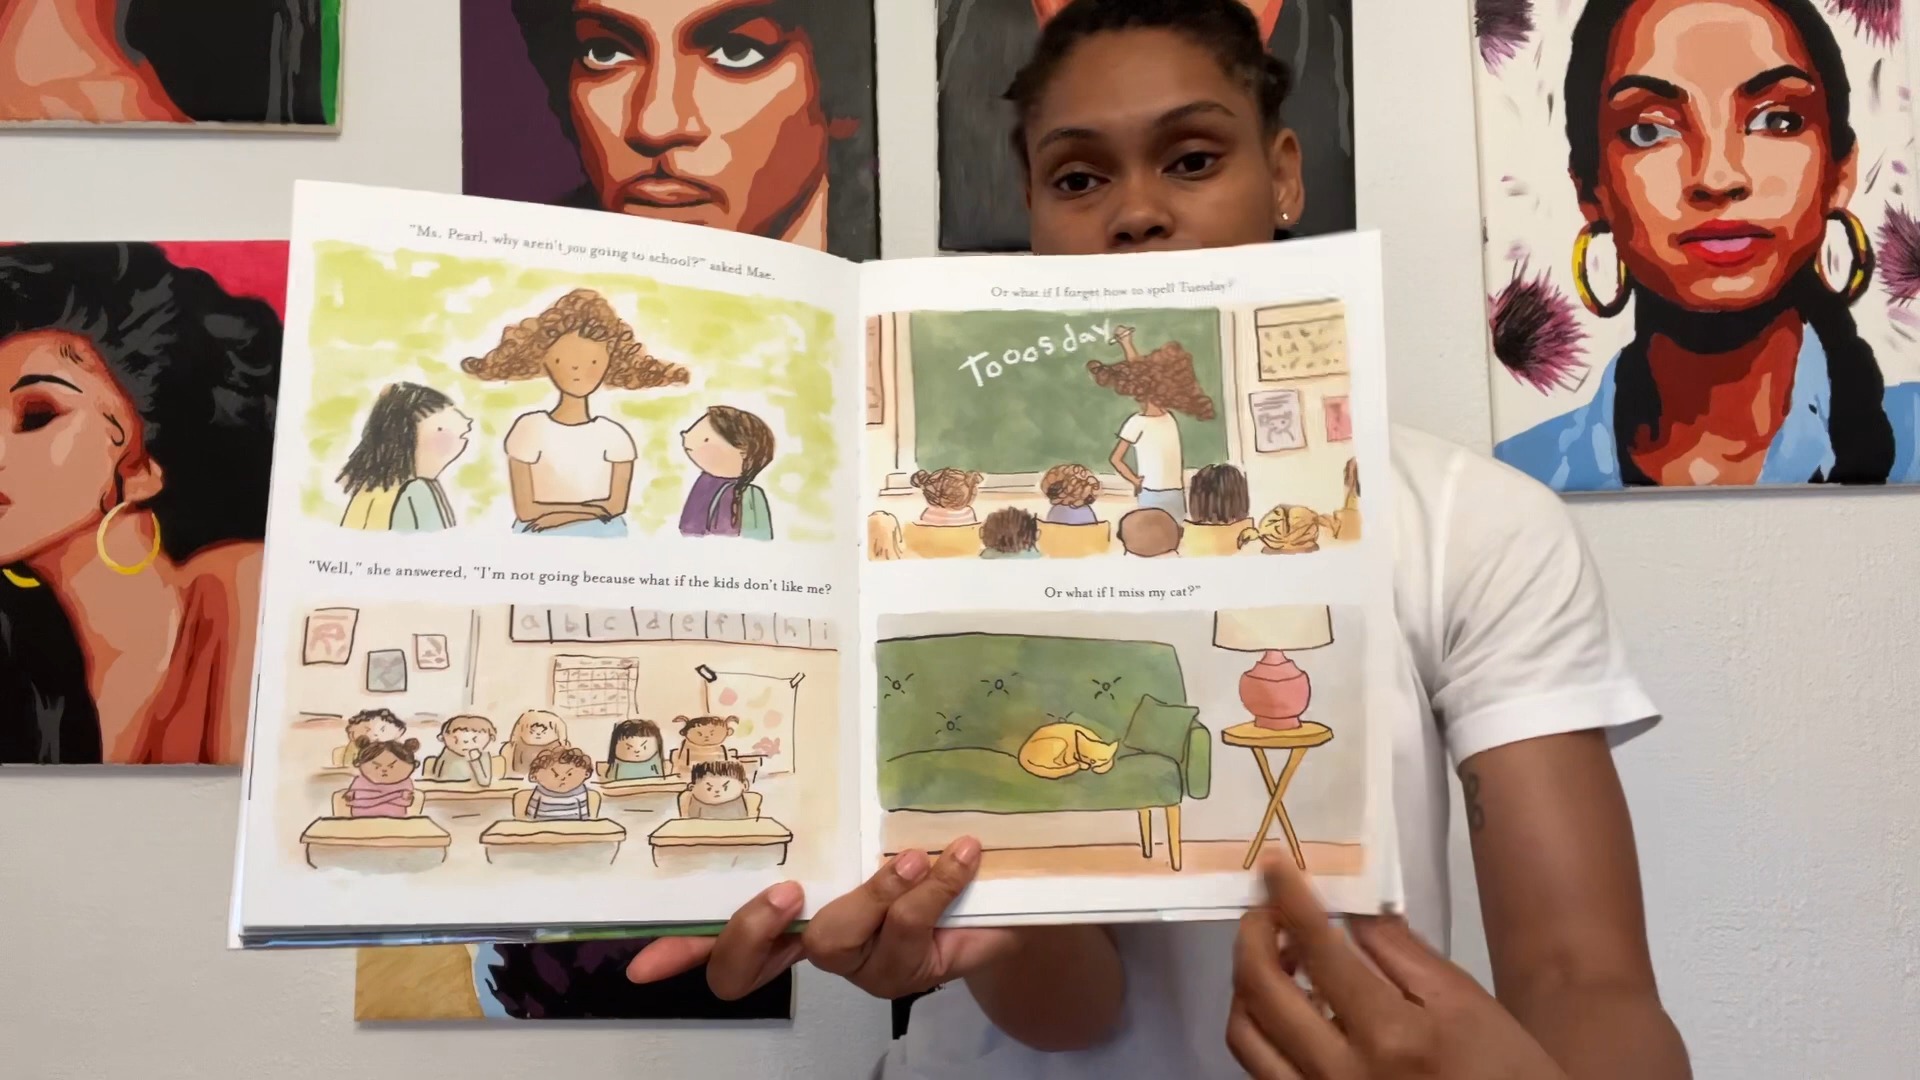 "Ms. Pearl, why aren't you going to school?" asked Mae.
"Well," she answered, "I'm not going because what if the kids don't like me?
a b c d e f g h i
Or what if I forget how to spell Tuesday?
Tooosday
Or what if I miss my cat?"